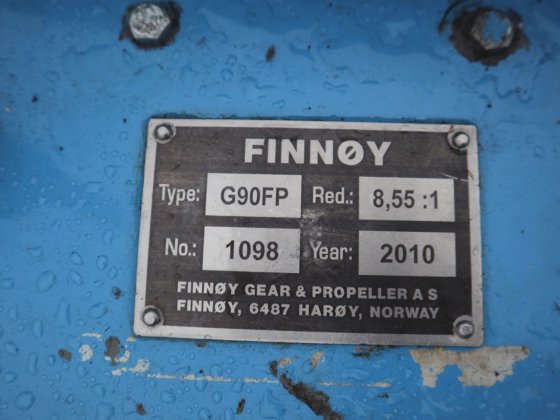 FINNØY
Type: G90FP Red.: 8,55 :1
No.: 1098 Year: 2010
FINNØY GEAR & PROPELLER A S
FINNØY, 6487 HARØY, NORWAY